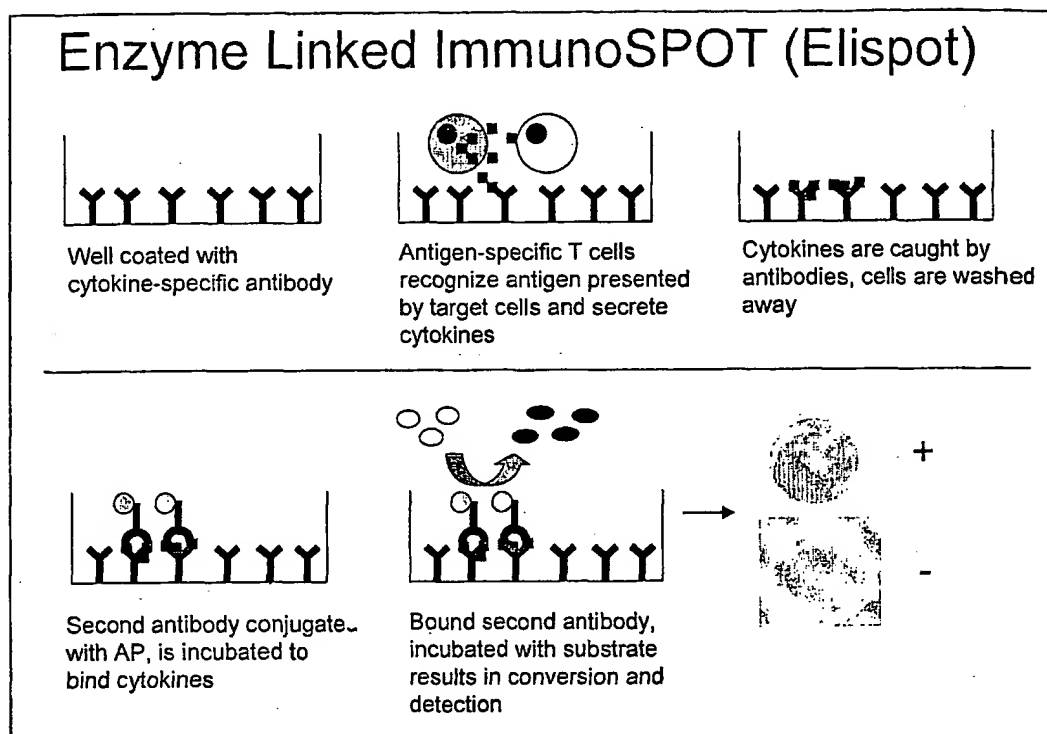 Enzyme Linked ImmunoSPOT (Elispot)
Well coated with
cytokine-specific antibody
Antigen-specific T cells
recognize antigen presented
by target cells and secrete
cytokines
Cytokines are caught by
antibodies, cells are washed
away
+
-
Second antibody conjugate
with AP, is incubated to
bind cytokines
Bound second antibody,
incubated with substrate
results in conversion and
detection